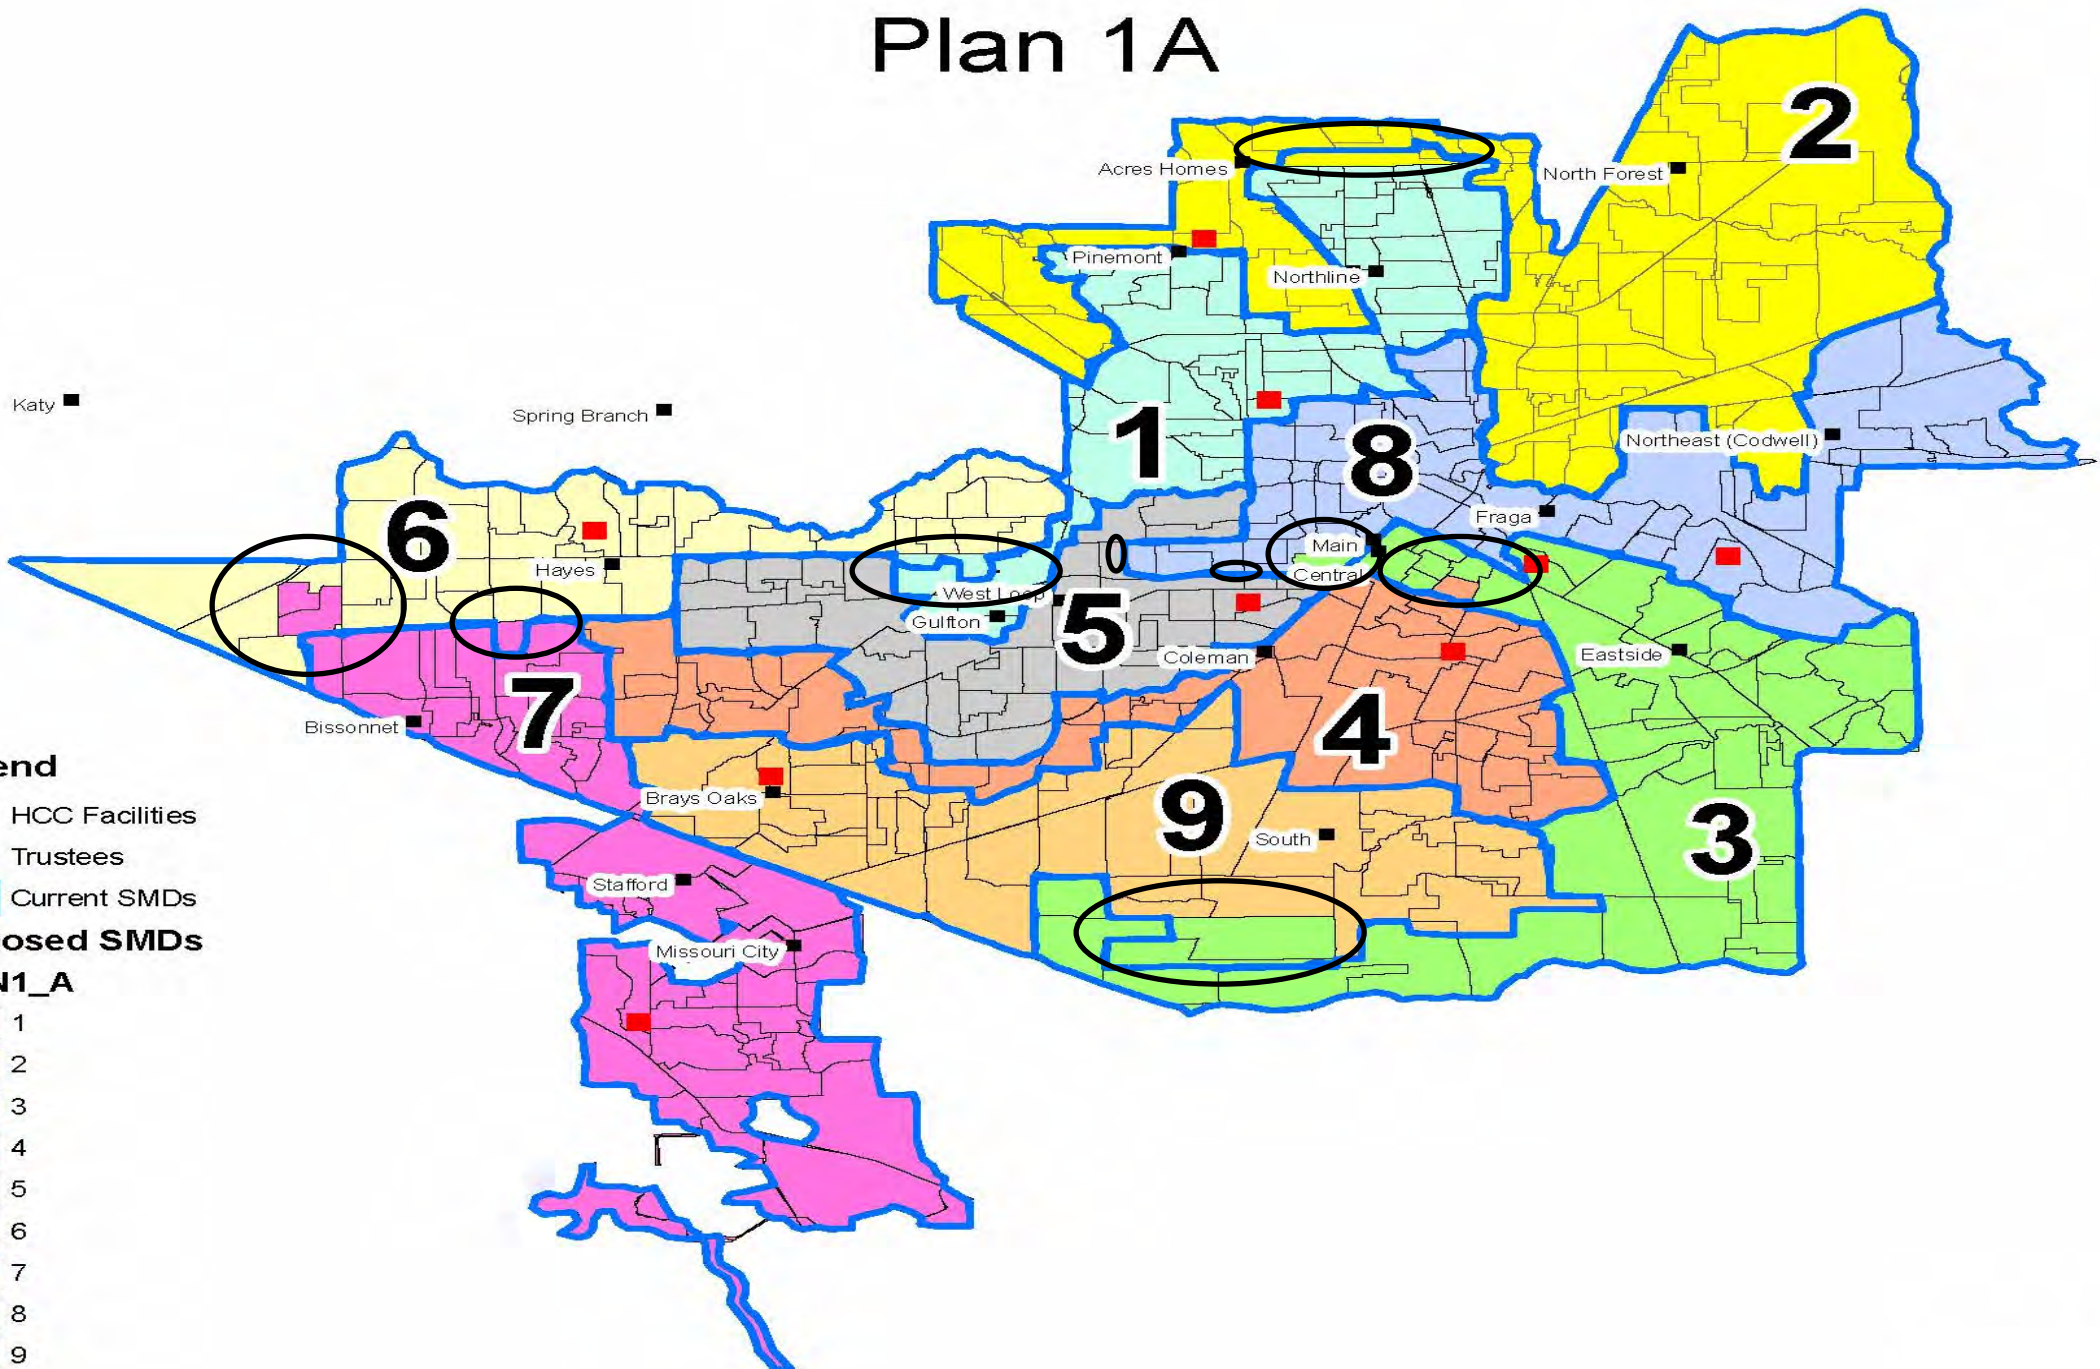 Plan 1A
2
Acres Homes
North Forest
Pinemont
Northline
Katy
Spring Branch
1
8
Northeast (Codwell)
6
Fraga
Main
Hayes
Central
West Loop
Gulfton
5
Coleman
Eastside
7
Bissonnet
4
end
HCC Facilities
Brays Oaks
9
3
South
Trustees
Stafford
Current SMDs
osed SMDs
Missouri City
N1_A
1
2
3
4
5
6
7
8
9